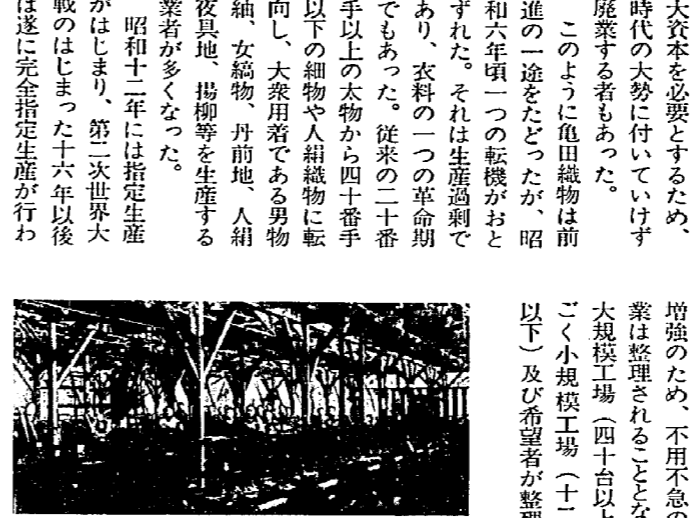 大資本を必要とするため、
時代の大勢に付いていけず
廃業する者もあった。
このように亀田織物は前
進の一途をたどったが、昭
和六年頃一つの転機がおと
ずれた。それは生産過剰で
あり、衣料の一つの革命期
でもあった。従来の二十番
手以上の太物から四十番手
以下の細物や人絹織物に転
向し、大衆用着である男物
紬、女縞物、丹前地、人絹
夜具地、揚柳等を生産する
業者が多くなった。
昭和十二年には指定生産
がはじまり、第二次世界大
戦のはじまった十六年以後
は遂に完全指定生産が行わ
増強のため、不用不急の
業は整理されることとな
大規模工場（四十台以上
ごく小規模工場（十二
以下）及び希望者が整理